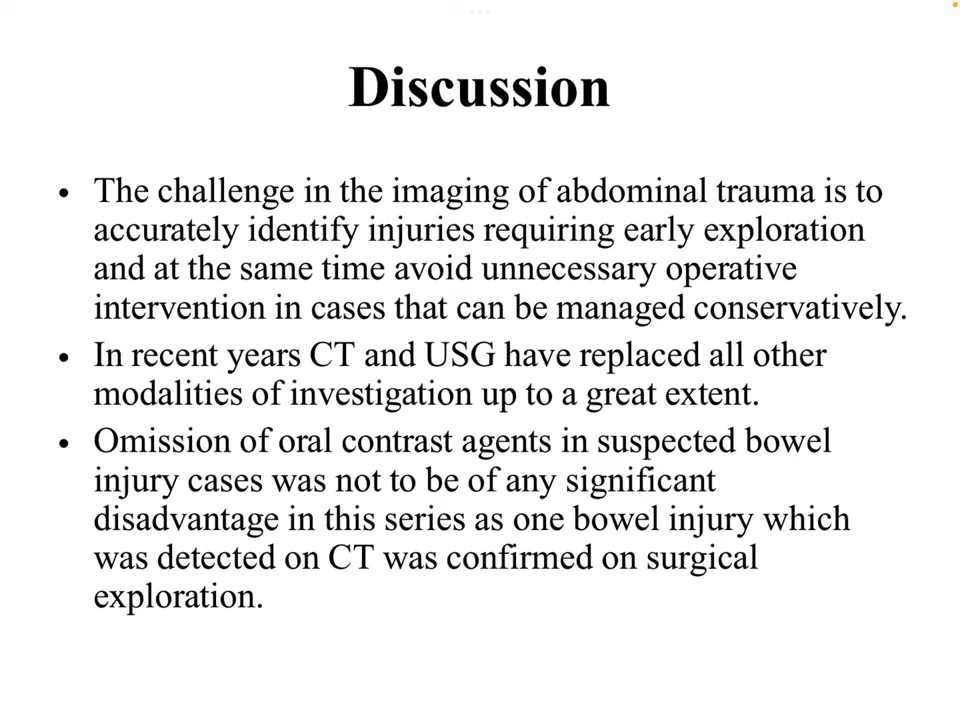 Discussion
• The challenge in the imaging of abdominal trauma is to
accurately identify injuries requiring early exploration
and at the same time avoid unnecessary operative
intervention in cases that can be managed conservatively.
• In recent years CT and USG have replaced all other
modalities of investigation up to a great extent.
• Omission of oral contrast agents in suspected bowel
injury cases was not to be of any significant
disadvantage in this series as one bowel injury which
was detected on CT was confirmed on surgical
exploration.